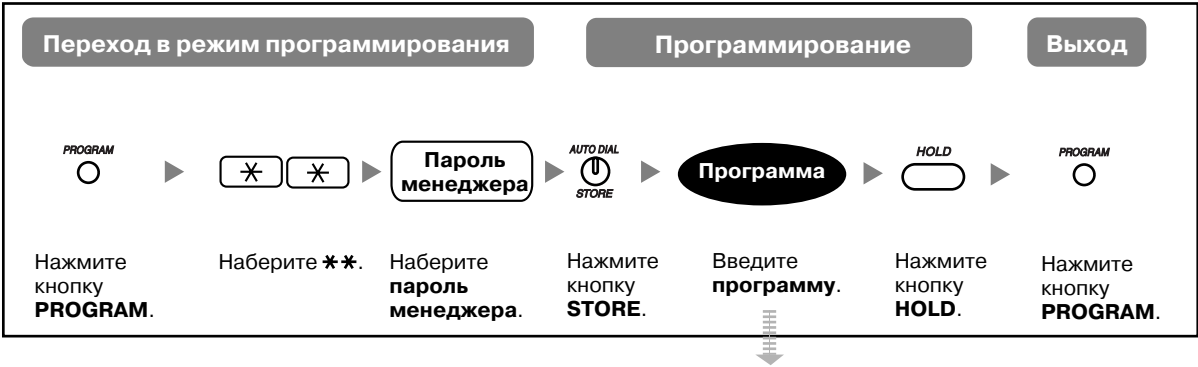 Переход в режим программирования
Программирование
Выход
PROGRAM
Пароль
менеджера
AUTO DIAL
STORE
Программа
HOLD
PROGRAM
Нажмите
кнопку
PROGRAM.
Наберите ✱✱.
Наберите
пароль
менеджера.
Нажмите
кнопку
STORE.
Введите
программу.
Нажмите
кнопку
HOLD.
Нажмите
кнопку
PROGRAM.